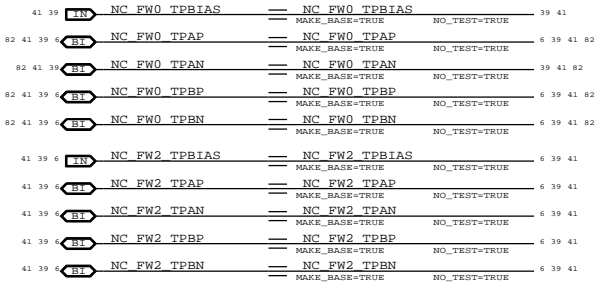 41 39 IN NC_FW0_TPBIAS NC_FW0_TPBIAS 39 41
MAKE_BASE=TRUE NO_TEST=TRUE
82 41 39 6 BI NC_FW0_TPAP NC_FW0_TPAP 6 39 41 82
MAKE_BASE=TRUE NO_TEST=TRUE
82 41 39 BI NC_FW0_TPAN NC_FW0_TPAN 39 41 82
MAKE_BASE=TRUE NO_TEST=TRUE
82 41 39 6 BI NC_FW0_TPBP NC_FW0_TPBP 6 39 41 82
MAKE_BASE=TRUE NO_TEST=TRUE
82 41 39 6 BI NC_FW0_TPBN NC_FW0_TPBN 6 39 41 82
MAKE_BASE=TRUE NO_TEST=TRUE
41 39 6 IN NC_FW2_TPBIAS NC_FW2_TPBIAS 6 39 41
MAKE_BASE=TRUE NO_TEST=TRUE
41 39 6 BI NC_FW2_TPAP NC_FW2_TPAP 6 39 41
MAKE_BASE=TRUE NO_TEST=TRUE
41 39 6 BI NC_FW2_TPAN NC_FW2_TPAN 6 39 41
MAKE_BASE=TRUE NO_TEST=TRUE
41 39 6 BI NC_FW2_TPBP NC_FW2_TPBP 6 39 41
MAKE_BASE=TRUE NO_TEST=TRUE
41 39 6 BI NC_FW2_TPBN NC_FW2_TPBN 6 39 41
MAKE_BASE=TRUE NO_TEST=TRUE